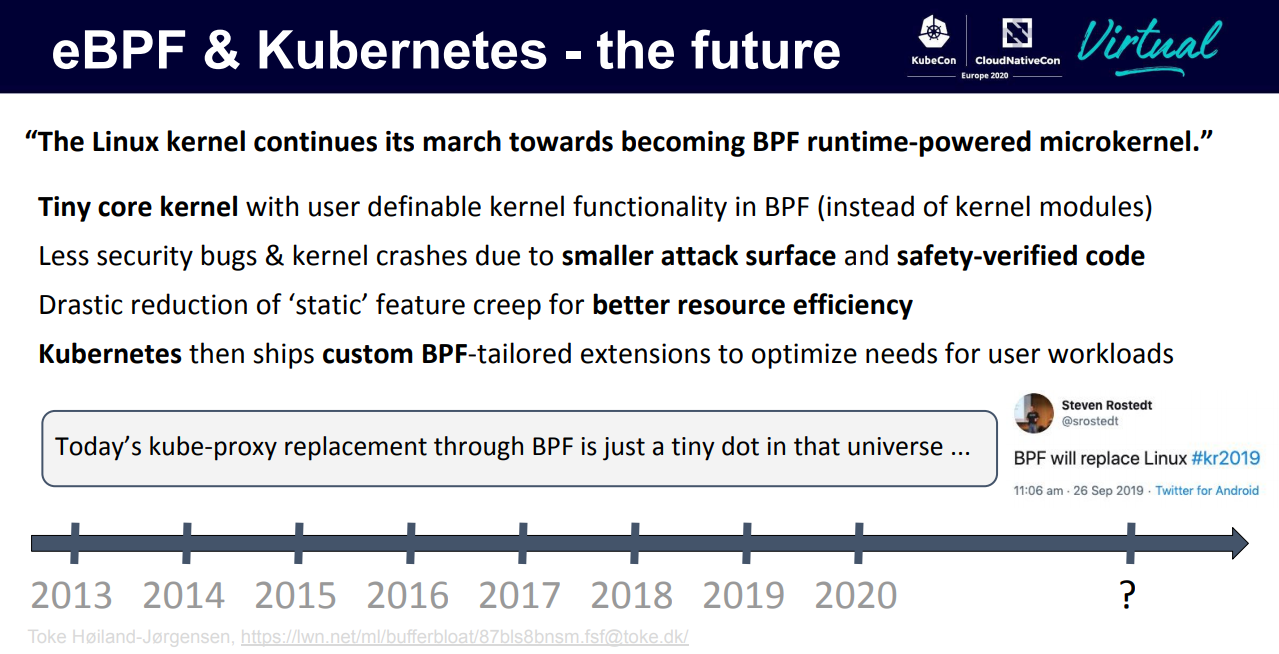 eBPF & Kubernetes - the future
KubeCon
CloudNativeCon
Europe 2020
Virtual
“The Linux kernel continues its march towards becoming BPF runtime-powered microkernel.”
Tiny core kernel with user definable kernel functionality in BPF (instead of kernel modules)
Less security bugs & kernel crashes due to smaller attack surface and safety-verified code
Drastic reduction of ‘static’ feature creep for better resource efficiency
Kubernetes then ships custom BPF-tailored extensions to optimize needs for user workloads
Today’s kube-proxy replacement through BPF is just a tiny dot in that universe ...
Steven Rostedt
@srostedt
BPF will replace Linux #kr2019
11:06 am · 26 Sep 2019 · Twitter for Android
2013 2014 2015 2016 2017 2018 2019 2020 ?
Toke Høiland-Jørgensen, https://lwn.net/ml/bufferbloat/87bls8bnsm.fsf@toke.dk/